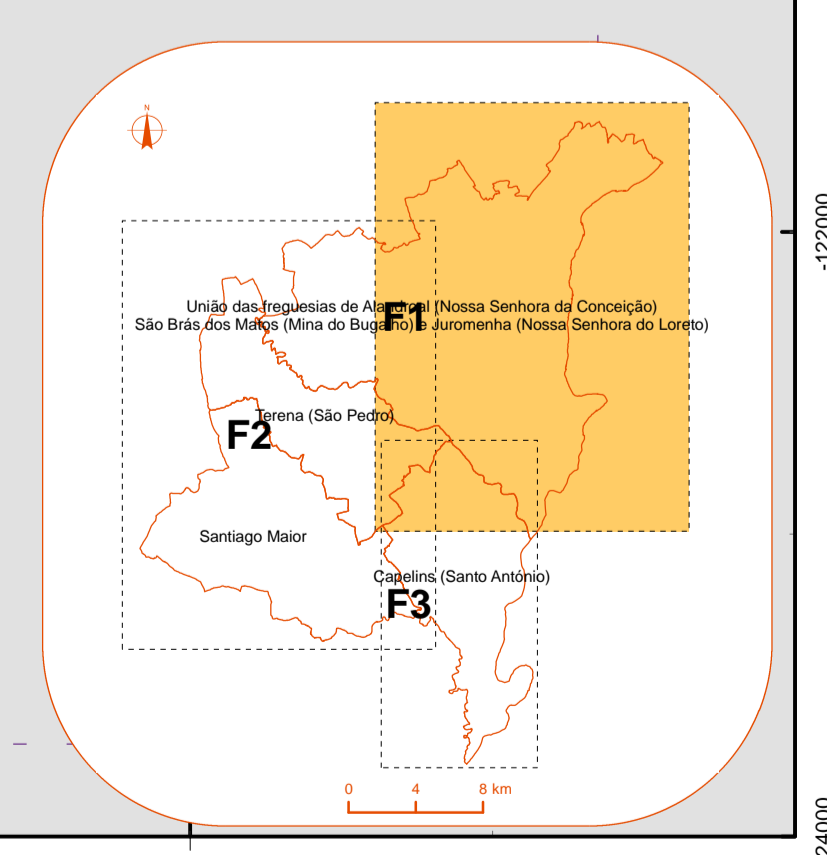 N
-122000
União das freguesias de Alandroal (Nossa Senhora da Conceição)
F1
São Brás dos Matos (Mina do Bugalho) e Juromenha (Nossa Senhora do Loreto)
Terena (São Pedro)
F2
Santiago Maior
Capelins (Santo António)
F3
0 4 8 km
24000